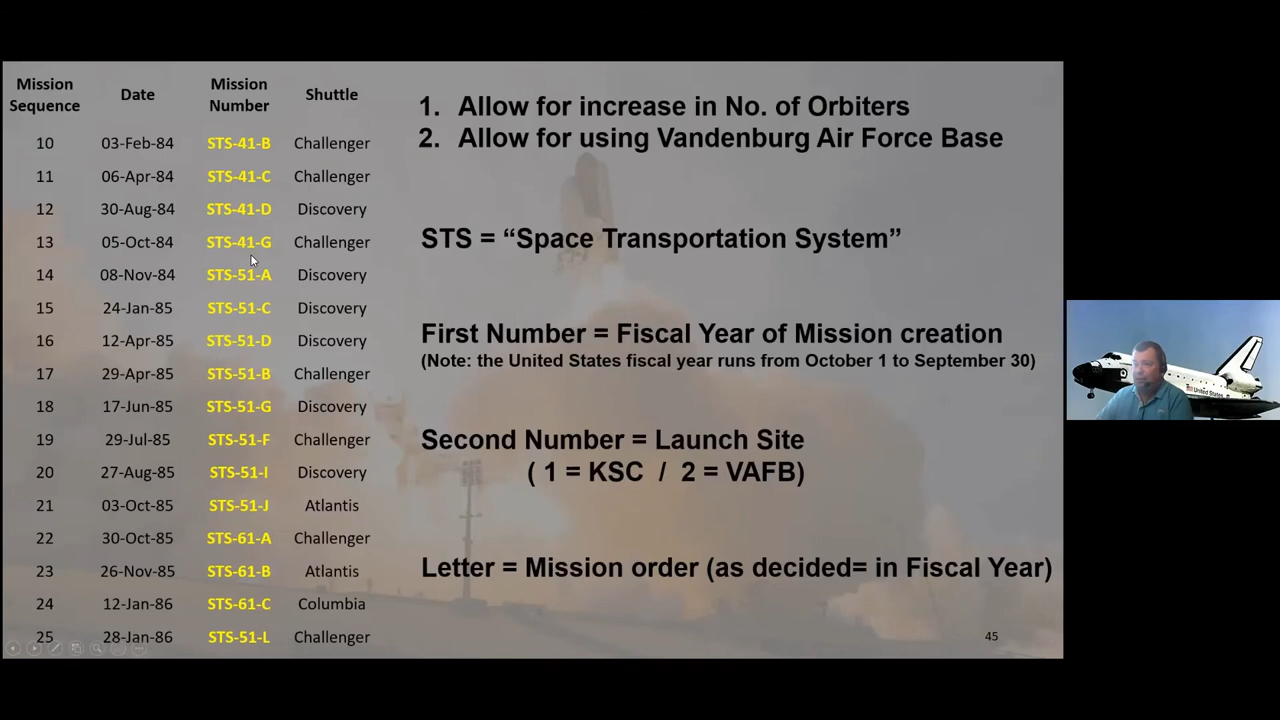 Mission Sequence Date Mission Number Shuttle
10 03-Feb-84 STS-41-B Challenger
11 06-Apr-84 STS-41-C Challenger
12 30-Aug-84 STS-41-D Discovery
13 05-Oct-84 STS-41-G Challenger
14 08-Nov-84 STS-51-A Discovery
15 24-Jan-85 STS-51-C Discovery
16 12-Apr-85 STS-51-D Discovery
17 29-Apr-85 STS-51-B Challenger
18 17-Jun-85 STS-51-G Discovery
19 29-Jul-85 STS-51-F Challenger
20 27-Aug-85 STS-51-I Discovery
21 03-Oct-85 STS-51-J Atlantis
22 30-Oct-85 STS-61-A Challenger
23 26-Nov-85 STS-61-B Atlantis
24 12-Jan-86 STS-61-C Columbia
25 28-Jan-86 STS-51-L Challenger
1. Allow for increase in No. of Orbiters
2. Allow for using Vandenburg Air Force Base
STS = “Space Transportation System”
First Number = Fiscal Year of Mission creation
(Note: the United States fiscal year runs from October 1 to September 30)
Second Number = Launch Site
( 1 = KSC / 2 = VAFB)
Letter = Mission order (as decided= in Fiscal Year)
45
United States